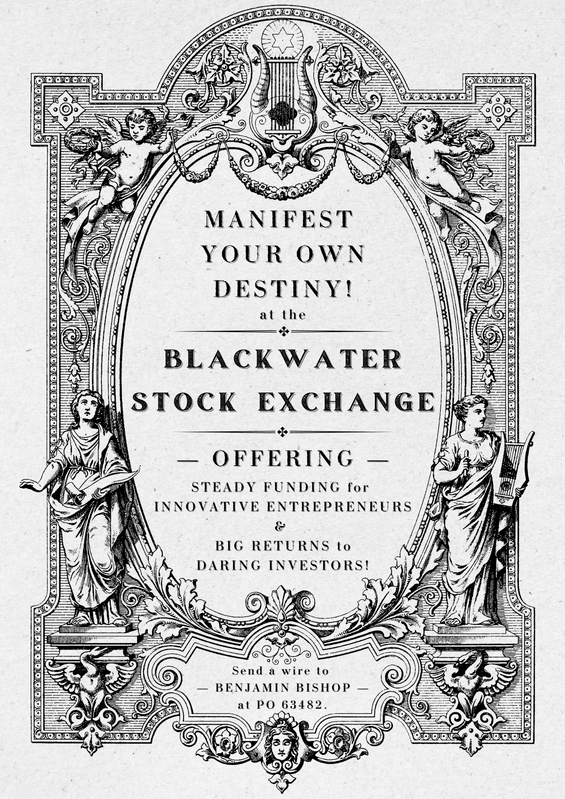 MANIFEST
YOUR OWN
DESTINY!
at the
BLACKWATER
STOCK EXCHANGE
— OFFERING —
STEADY FUNDING for
INNOVATIVE ENTREPRENEURS
&
BIG RETURNS to
DARING INVESTORS!
Send a wire to
— BENJAMIN BISHOP —
at PO 63482.